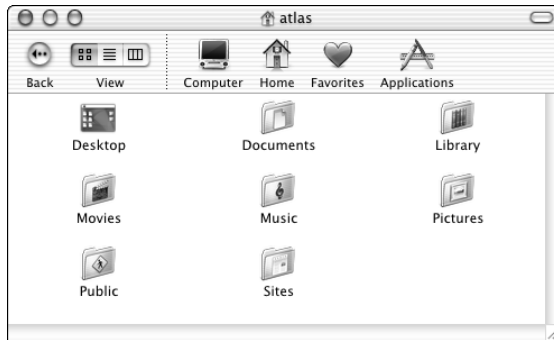 atlas
Back View Computer Home Favorites Applications
Desktop Documents Library
Movies Music Pictures
Public Sites